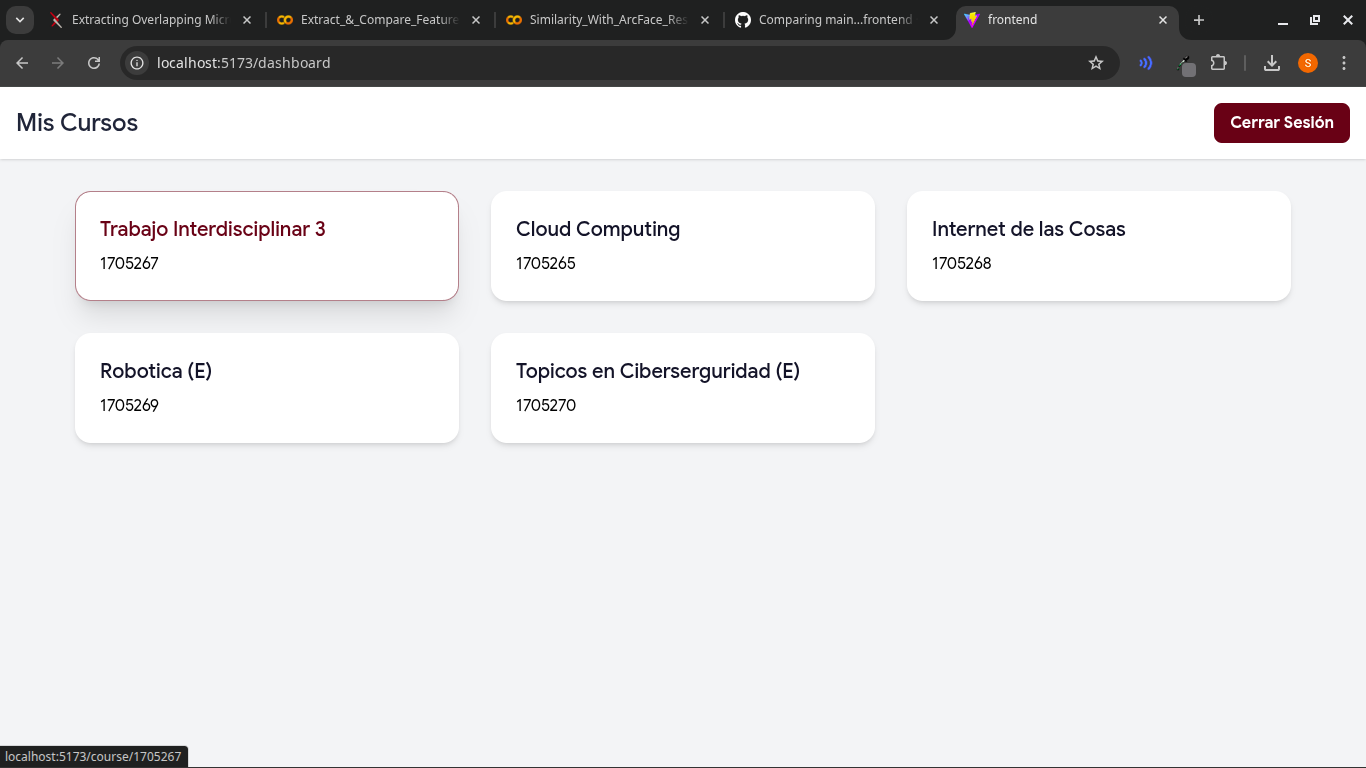 Extracting Overlapping Micr
Extract_&_Compare_Feature
Similarity_With_ArcFace_Res
Comparing main...frontend
frontend
localhost:5173/dashboard
S
Mis Cursos
Cerrar Sesión
Trabajo Interdisciplinar 3
1705267
Cloud Computing
1705265
Internet de las Cosas
1705268
Robotica (E)
1705269
Topicos en Ciberserguridad (E)
1705270
localhost:5173/course/1705267